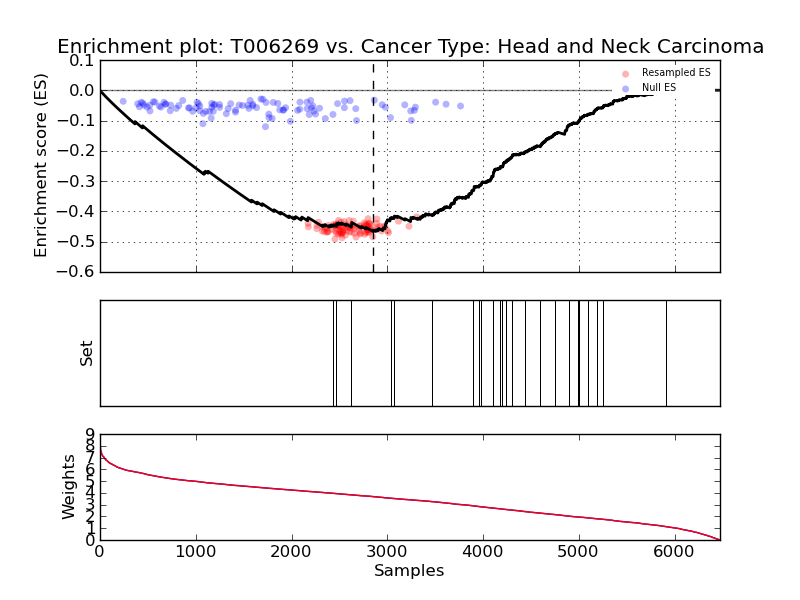 Enrichment plot: T006269 vs. Cancer Type: Head and Neck Carcinoma
0.1
0.0
−0.1
−0.2
−0.3
−0.4
−0.5
−0.6
Enrichment score (ES)
Resampled ES
Null ES
Set
9
8
7
6
5
4
3
2
1
0
Weights
0 1000 2000 3000 4000 5000 6000
Samples